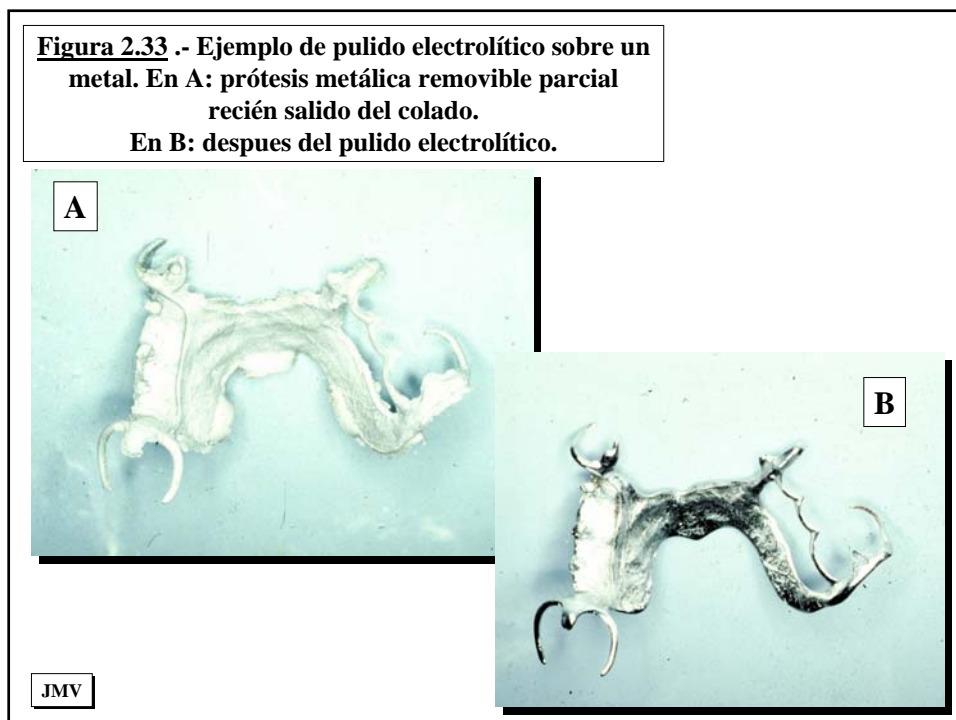 Figura 2.33 .- Ejemplo de pulido electrolítico sobre un
metal. En A: prótesis metálica removible parcial
recién salido del colado.
En B: despues del pulido electrolítico.
A
B
JMV